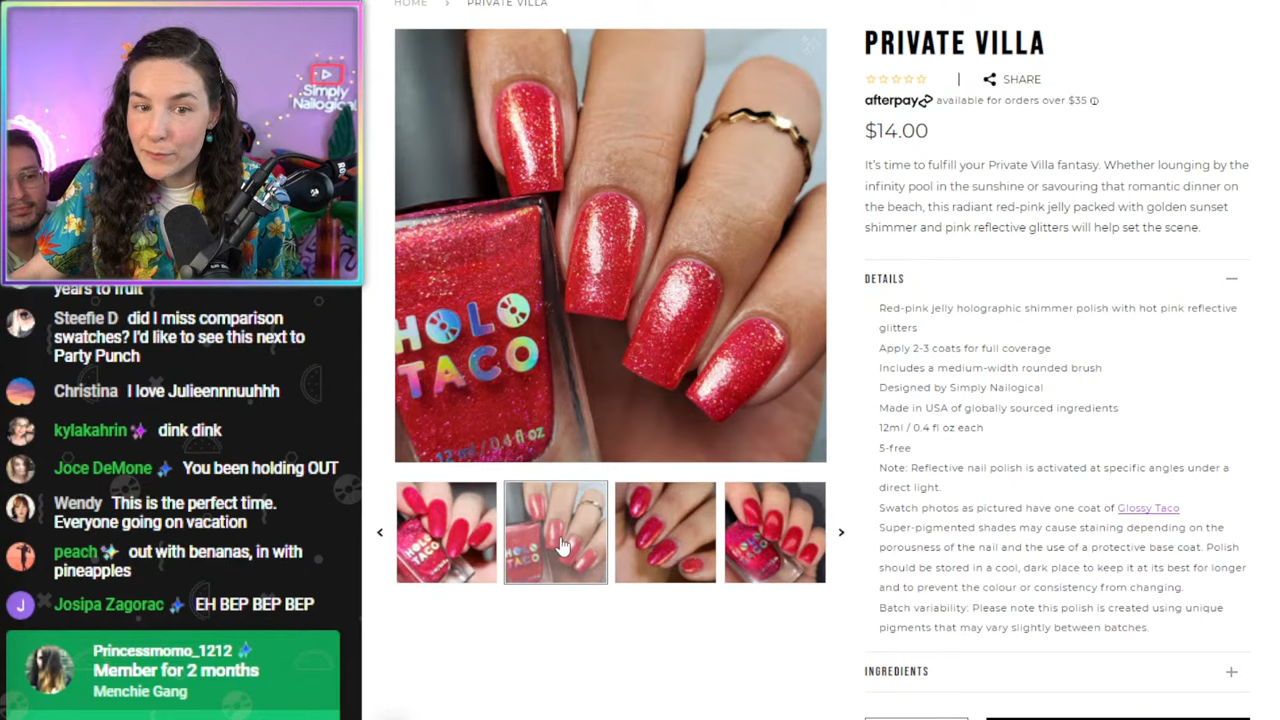 Simply
Nailogical
years to fruit
Steefie D did I miss comparison
swatches? I'd like to see this next to
Party Punch
Christina I love Julieennnuuhhh
kylakahrin dink dink
Joce DeMone You been holding OUT
Wendy This is the perfect time.
Everyone going on vacation
peach out with benanas, in with
pineapples
J
Josipa Zagorac EH BEP BEP BEP
Princessmomo_1212
Member for 2 months
Menchie Gang
HOME > PRIVATE VILLA
HOLO
TACO
12 ml / 0.4 fl oz
PRIVATE VILLA
SHARE
afterpay available for orders over $35
$14.00
It's time to fulfill your Private Villa fantasy. Whether lounging by the
infinity pool in the sunshine or savouring that romantic dinner on
the beach, this radiant red-pink jelly packed with golden sunset
shimmer and pink reflective glitters will help set the scene.
DETAILS
Red-pink jelly holographic shimmer polish with hot pink reflective
glitters
Apply 2-3 coats for full coverage
Includes a medium-width rounded brush
Designed by Simply Nailogical
Made in USA of globally sourced ingredients
12ml / 0.4 fl oz each
5-free
Note: Reflective nail polish is activated at specific angles under a
direct light.
Swatch photos as pictured have one coat of Glossy Taco
Super-pigmented shades may cause staining depending on the
porousness of the nail and the use of a protective base coat. Polish
should be stored in a cool, dark place to keep it at its best for longer
and to prevent the colour or consistency from changing.
Batch variability: Please note this polish is created using unique
pigments that may vary slightly between batches.
INGREDIENTS